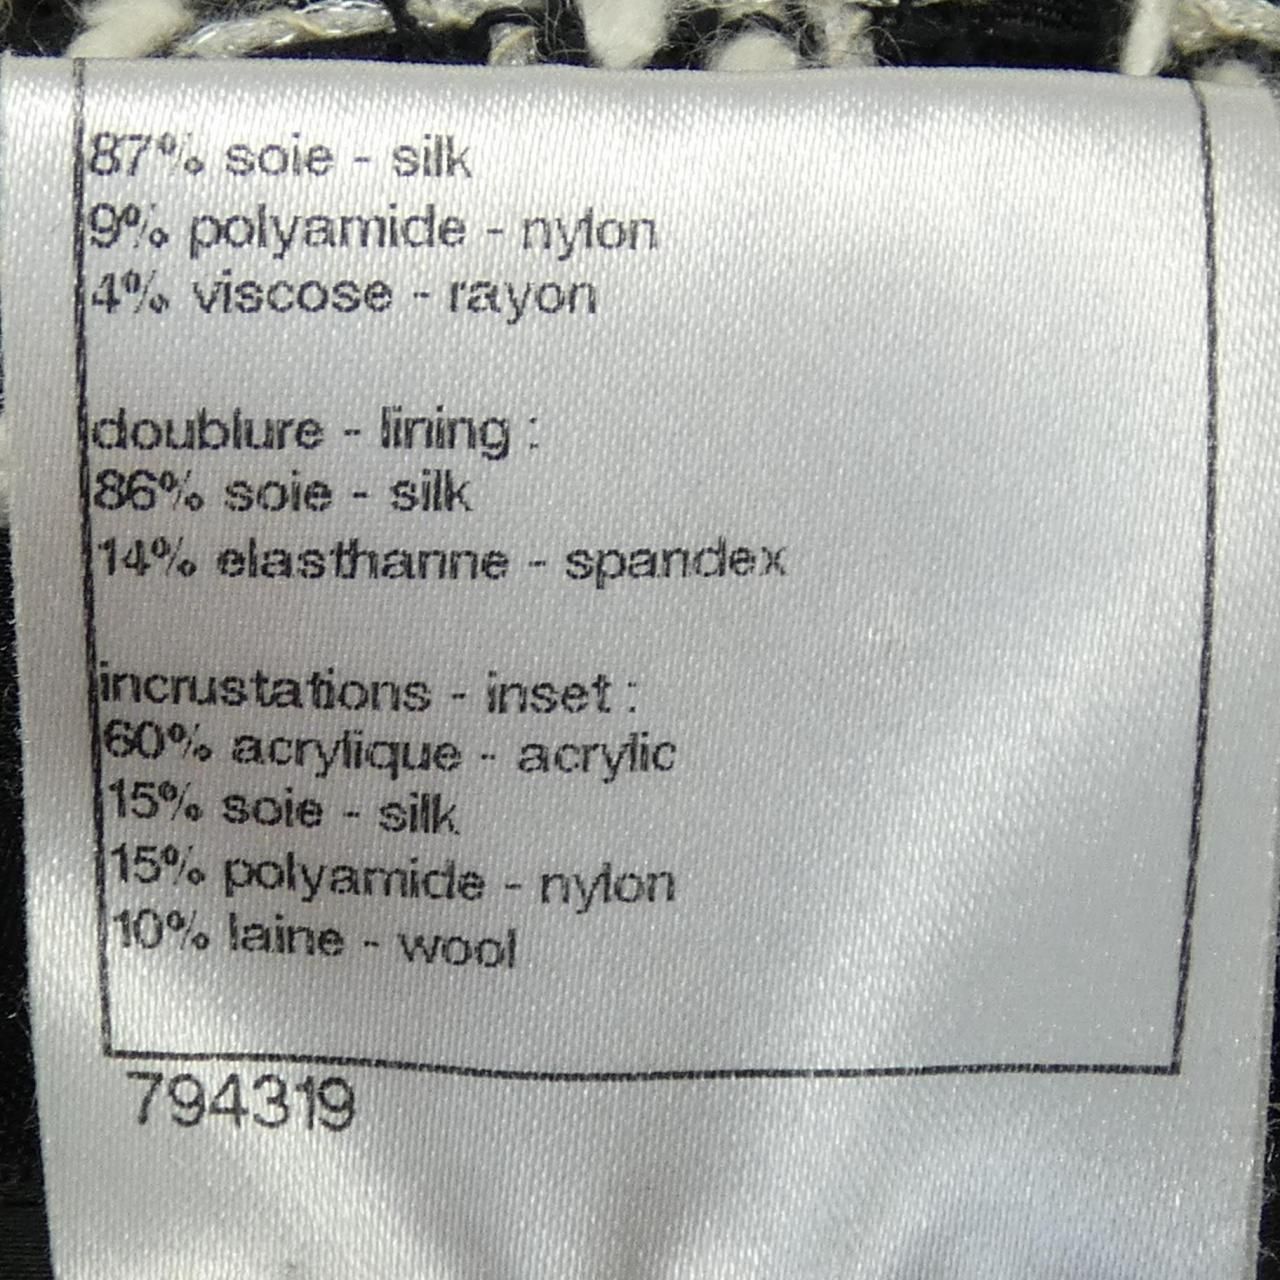 87% soie - silk
9% polyamide - nylon
4% viscose - rayon
doublure - lining :
86% soie - silk
14% elasthanne - spandex
incrustations - inset :
60% acrylique - acrylic
15% soie - silk
15% polyamide - nylon
10% laine - wool
794319